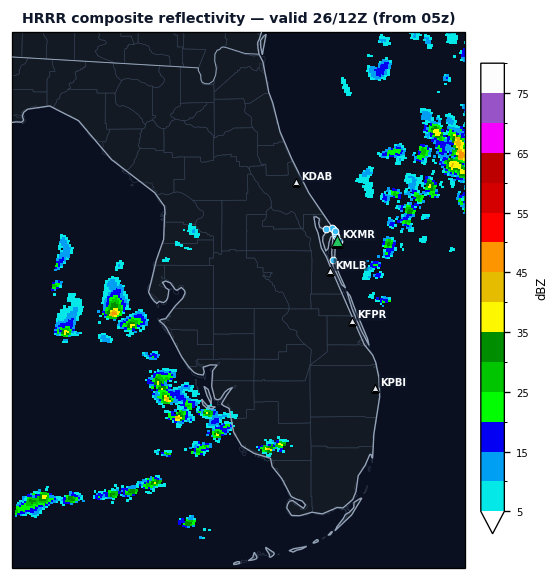 HRRR composite reflectivity — valid 26/12Z (from 05z)
KDAB
KXMR
KMLB
KFPR
KPBI
75
65
55
45
35
25
15
5
dBZ